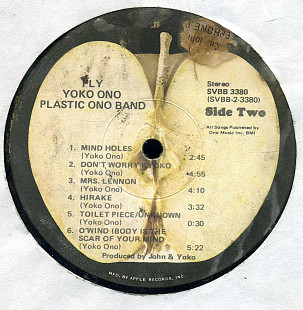 FLY
YOKO ONO
PLASTIC ONO BAND
Stereo
SVBB 3380
(SVBB-2-3380)
Side Two
All Songs Published by
Ono Music Inc., BMI
1. MIND HOLES
(Yoko Ono) 2:45
2. DON'T WORRY KYOKO
(Yoko Ono) 4:55
3. MRS. LENNON
(Yoko Ono) 4:10
4. HIRAKE
(Yoko Ono) 3:32
5. TOILET PIECE/UNKNOWN
(Yoko Ono) 0:30
6. O'WIND (BODY IS THE
SCAR OF YOUR MIND
(Yoko Ono) 5:22
Produced by John & Yoko
MFD. BY APPLE RECORDS, INC.